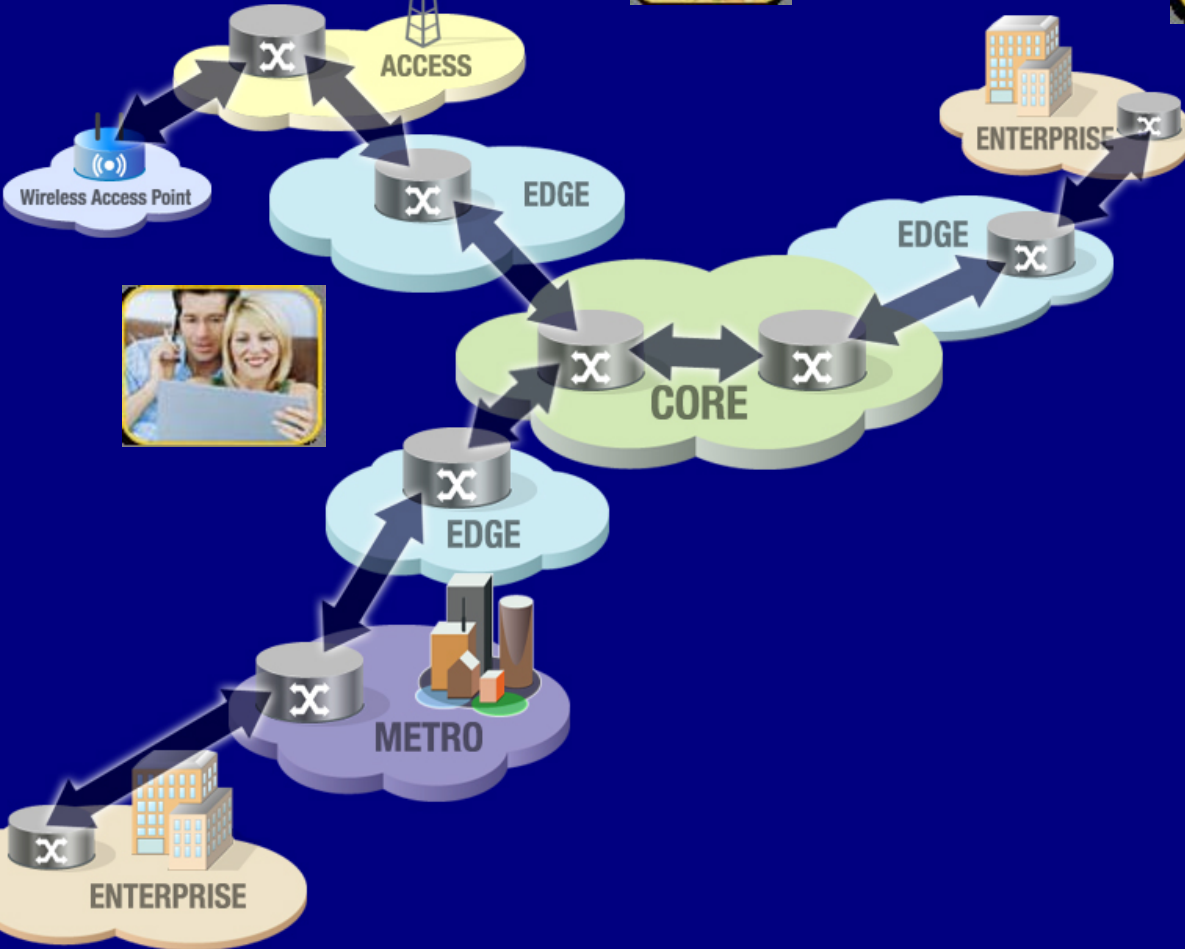 ACCESS
Wireless Access Point
EDGE
ENTERPRISE
EDGE
CORE
EDGE
METRO
ENTERPRISE